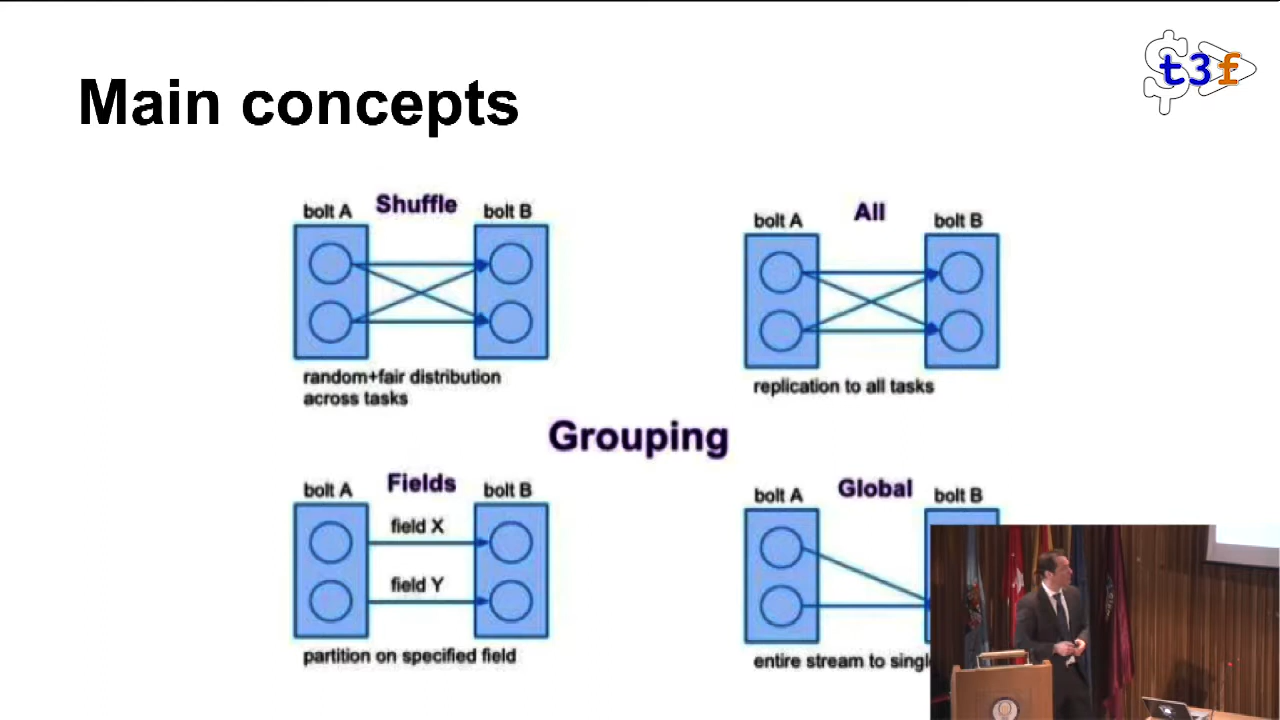 Main concepts
t3f
bolt A Shuffle bolt B
random+fair distribution
across tasks
bolt A All bolt B
replication to all tasks
Grouping
bolt A Fields bolt B
field X
field Y
partition on specified field
bolt A Global bolt B
entire stream to